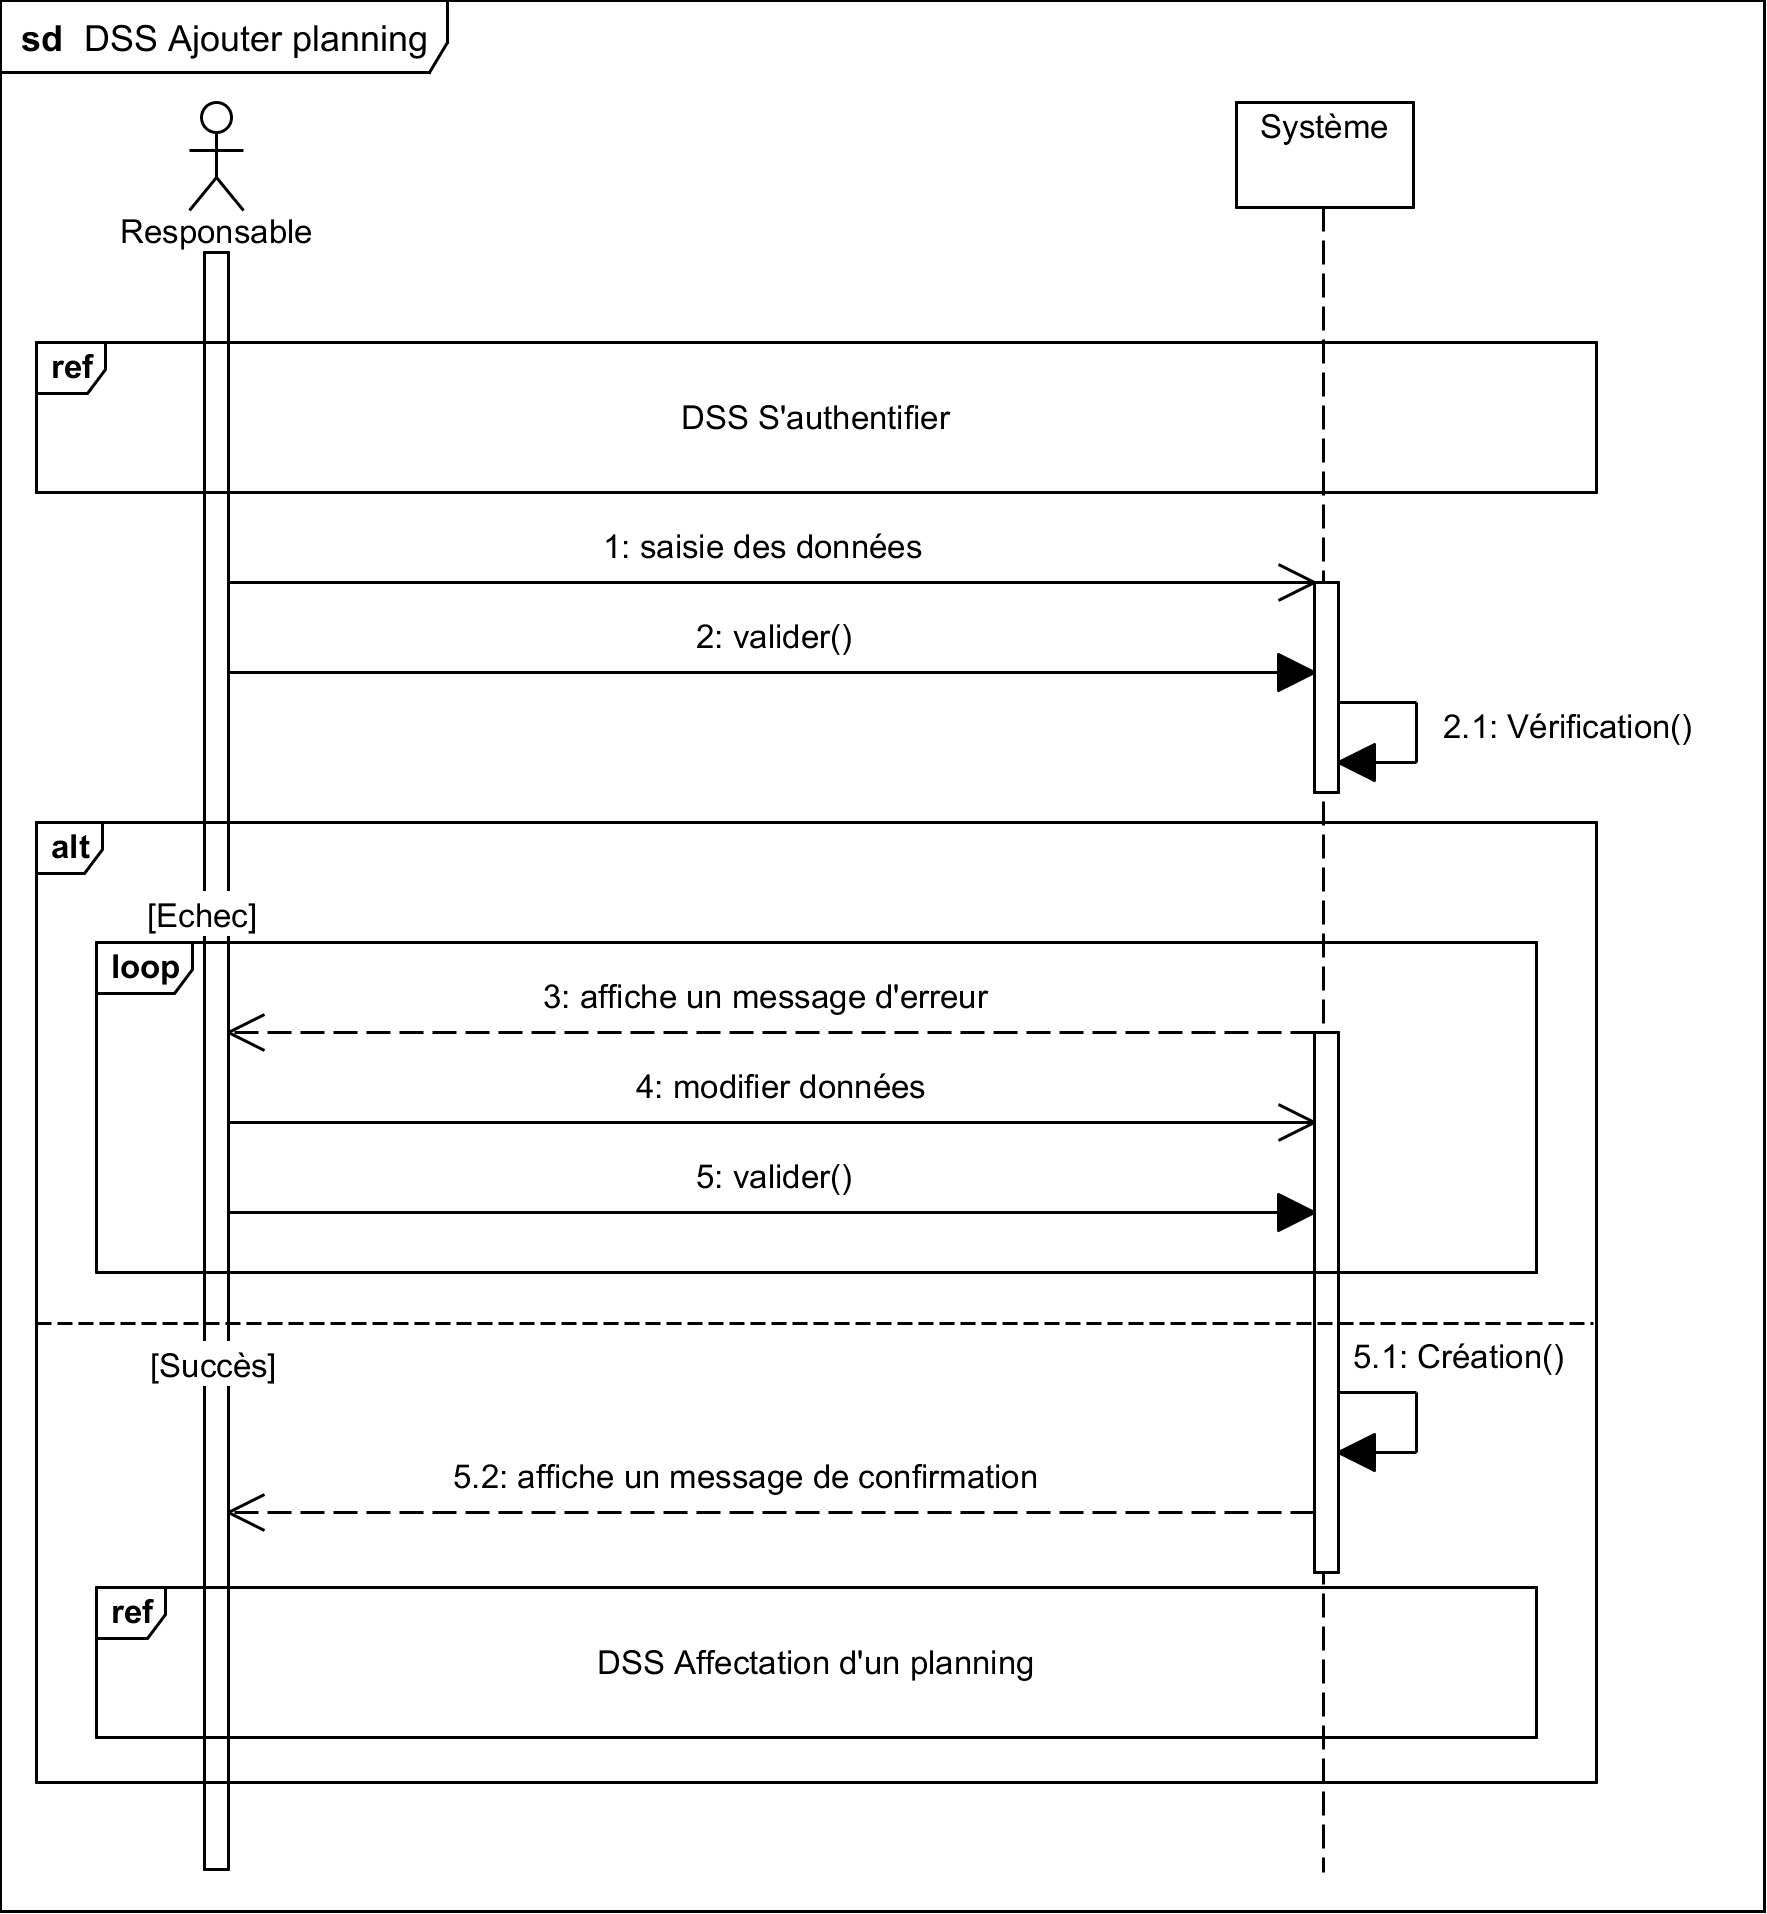 sd DSS Ajouter planning
Responsable
Système
ref
DSS S'authentifier
1: saisie des données
2: valider()
2.1: Vérification()
alt
[Echec]
loop
3: affiche un message d'erreur
4: modifier données
5: valider()
[Succès]
5.1: Création()
5.2: affiche un message de confirmation
ref
DSS Affectation d'un planning